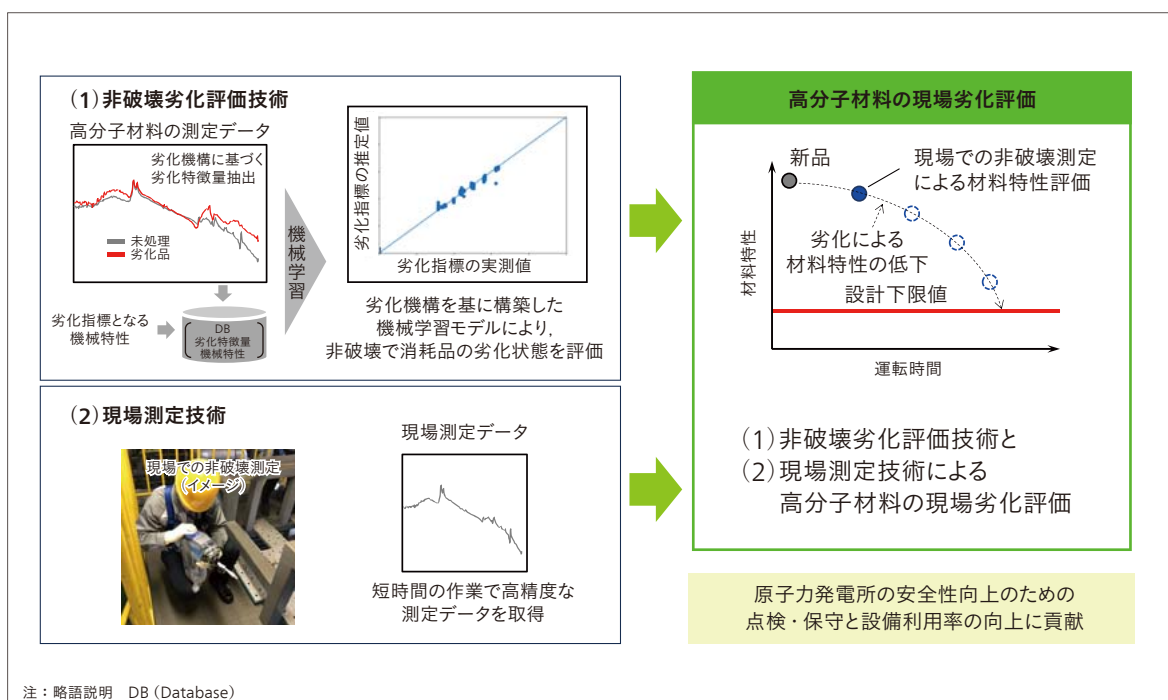 (1)非破壊劣化評価技術
高分子材料の測定データ
劣化機構に基づく
劣化特徴量抽出
未処理
劣化品
劣化指標となる
機械特性
DB
劣化特徴量
機械特性
機械学習
劣化指標の推定値
劣化指標の実測値
劣化機構を基に構築した
機械学習モデルにより,
非破壊で消耗品の劣化状態を評価
(2)現場測定技術
現場での非破壊測定
(イメージ)
現場測定データ
短時間の作業で高精度な
測定データを取得
高分子材料の現場劣化評価
新品
現場での非破壊測定
による材料特性評価
劣化による
材料特性の低下
設計下限値
材料特性
運転時間
(1)非破壊劣化評価技術と
(2)現場測定技術による
高分子材料の現場劣化評価
原子力発電所の安全性向上のための
点検・保守と設備利用率の向上に貢献
注：略語説明　DB(Database)